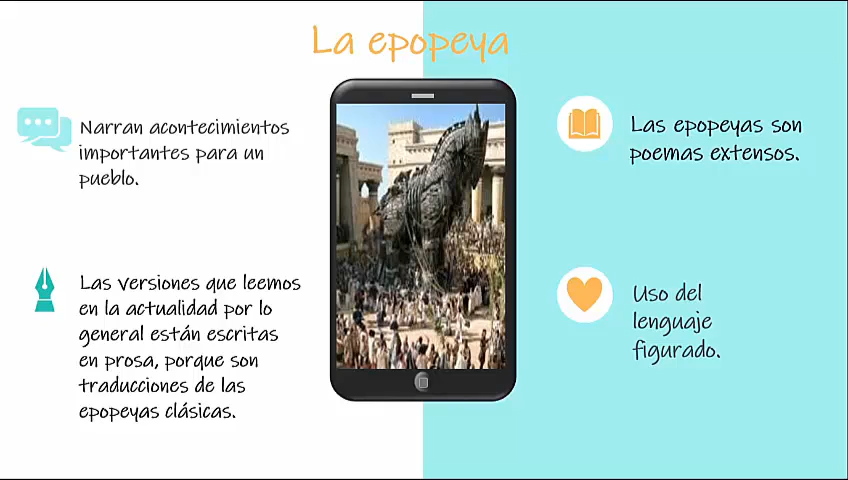 La epopeya
Narran acontecimientos
importantes para un
pueblo.
Las versiones que leemos
en la actualidad por lo
general están escritas
en prosa, porque son
traducciones de las
epopeyas clásicas.
Las epopeyas son
poemas extensos.
Uso del
lenguaje
figurado.